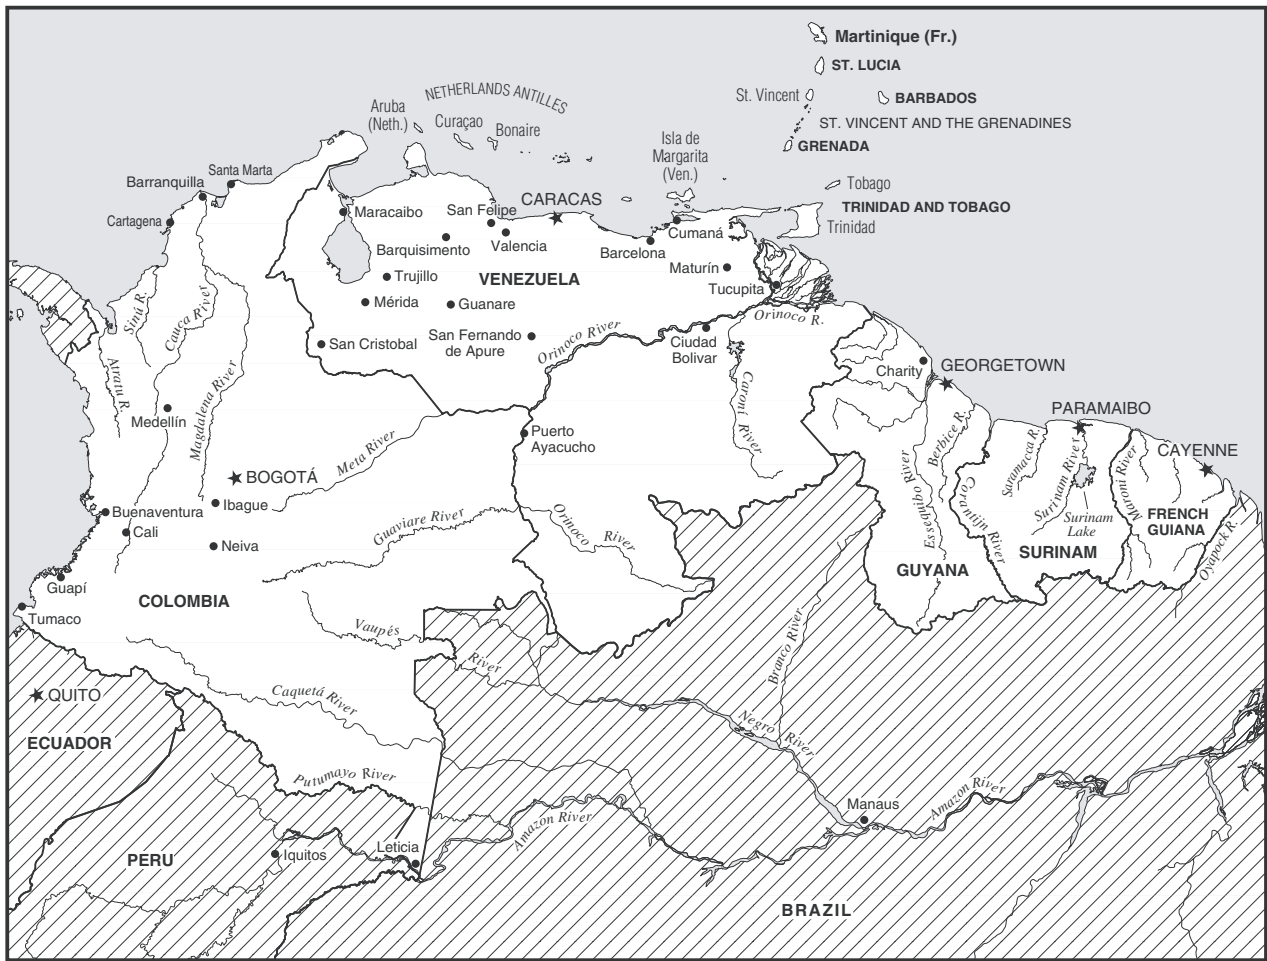 Martinique (Fr.)
ST. LUCIA
St. Vincent
BARBADOS
ST. VINCENT AND THE GRENADINES
GRENADA
Tobago
TRINIDAD AND TOBAGO
Trinidad
NETHERLANDS ANTILLES
Aruba
(Neth.)
Curaçao
Bonaire
Isla de
Margarita
(Ven.)
Santa Marta
Barranquilla
Cartagena
Maracaibo
San Felipe
CARACAS
Barquisimento
Valencia
Barcelona
Cumaná
Maturín
Tucupita
Trujillo
VENEZUELA
Mérida
Guanare
San Cristobal
San Fernando
de Apure
Orinoco River
Ciudad
Bolivar
Orinoco R.
Caroní River
Sinú R.
Cauca River
Atratu R.
Magdalena River
Medellín
Meta River
Puerto
Ayacucho
BOGOTÁ
Ibague
Buenaventura
Cali
Neiva
Guaviare River
Orinoco River
Guapí
Tumaco
COLOMBIA
Vaupés River
Caquetá River
Putumayo River
Charity
GEORGETOWN
PARAMAIBO
CAYENNE
Essequibo River
Berbice R.
Corantijn River
Saramacca R.
Surinam River
Surinam
Lake
Maroni River
FRENCH
GUIANA
Oyapock R.
SURINAM
GUYANA
Branco River
Negro River
QUITO
ECUADOR
PERU
Iquitos
Leticia
Amazon River
Manaus
Amazon River
BRAZIL